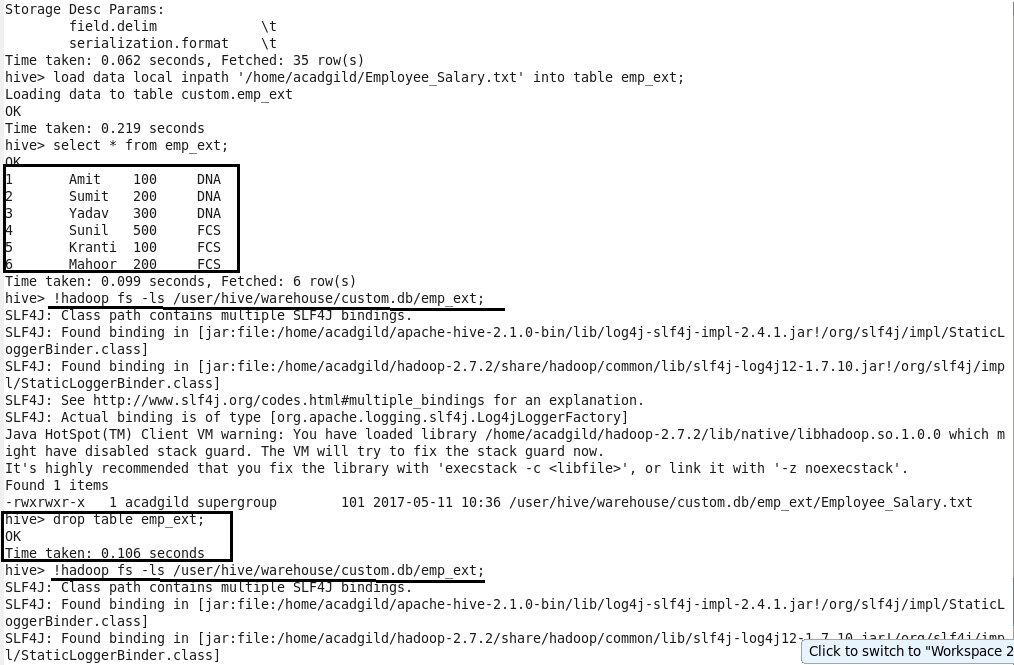 Storage Desc Params:
field.delim \t
serialization.format \t
Time taken: 0.062 seconds, Fetched: 35 row(s)
hive> load data local inpath '/home/acadgild/Employee_Salary.txt' into table emp_ext;
Loading data to table custom.emp_ext
OK
Time taken: 0.219 seconds
hive> select * from emp_ext;
OK
1 Amit 100 DNA
2 Sumit 200 DNA
3 Yadav 300 DNA
4 Sunil 500 FCS
5 Kranti 100 FCS
6 Mahoor 200 FCS
Time taken: 0.099 seconds, Fetched: 6 row(s)
hive> !hadoop fs -ls /user/hive/warehouse/custom.db/emp_ext;
SLF4J: Class path contains multiple SLF4J bindings.
SLF4J: Found binding in [jar:file:/home/acadgild/apache-hive-2.1.0-bin/lib/log4j-slf4j-impl-2.4.1.jar!/org/slf4j/impl/StaticL
oggerBinder.class]
SLF4J: Found binding in [jar:file:/home/acadgild/hadoop-2.7.2/share/hadoop/common/lib/slf4j-log4j12-1.7.10.jar!/org/slf4j/imp
l/StaticLoggerBinder.class]
SLF4J: See http://www.slf4j.org/codes.html#multiple_bindings for an explanation.
SLF4J: Actual binding is of type [org.apache.logging.slf4j.Log4jLoggerFactory]
Java HotSpot(TM) Client VM warning: You have loaded library /home/acadgild/hadoop-2.7.2/lib/native/libhadoop.so.1.0.0 which m
ight have disabled stack guard. The VM will try to fix the stack guard now.
It's highly recommended that you fix the library with 'execstack -c <libfile>', or link it with '-z noexecstack'.
Found 1 items
-rwxrwxr-x 1 acadgild supergroup 101 2017-05-11 10:36 /user/hive/warehouse/custom.db/emp_ext/Employee_Salary.txt
hive> drop table emp_ext;
OK
Time taken: 0.106 seconds
hive> !hadoop fs -ls /user/hive/warehouse/custom.db/emp_ext;
SLF4J: Class path contains multiple SLF4J bindings.
SLF4J: Found binding in [jar:file:/home/acadgild/apache-hive-2.1.0-bin/lib/log4j-slf4j-impl-2.4.1.jar!/org/slf4j/impl/StaticL
oggerBinder.class]
SLF4J: Found binding in [jar:file:/home/acadgild/hadoop-2.7.2/share/hadoop/common/lib/slf4j-log4j12-1.7.10.jar!/org/slf4j/imp
l/StaticLoggerBinder.class]
Click to switch to "Workspace 2